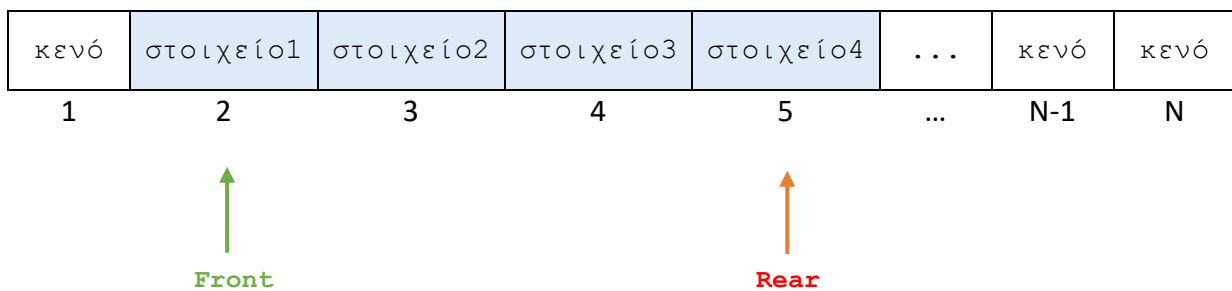 κενό στοιχείο1 στοιχείο2 στοιχείο3 στοιχείο4 ... κενό κενό
1 2 3 4 5 … N-1 N
Front Rear